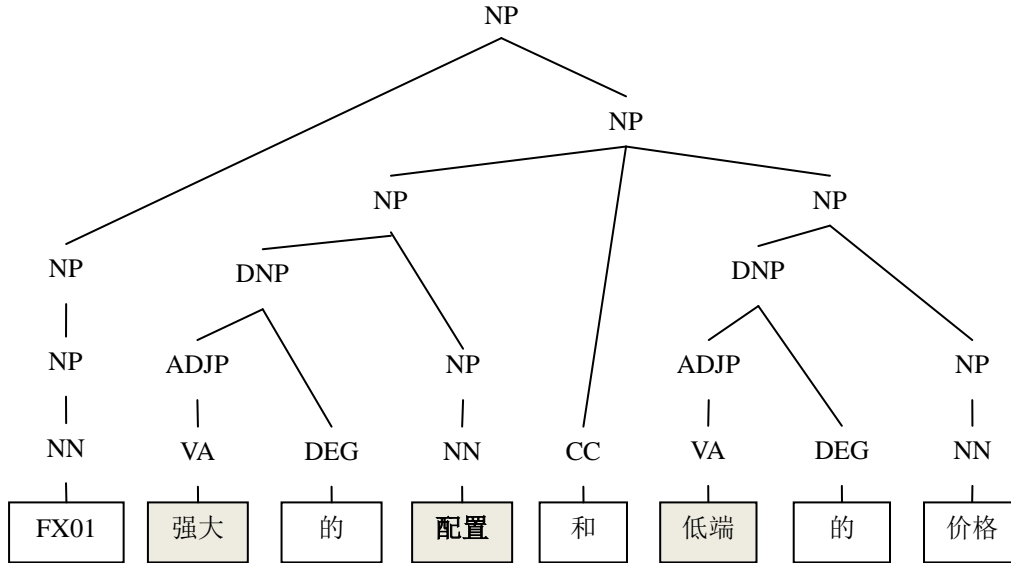 NP
NP
NP NP
NP DNP DNP
NP ADJP NP ADJP NP
NN VA DEG NN CC VA DEG NN
FX01 强大 的 配置 和 低端 的 价格